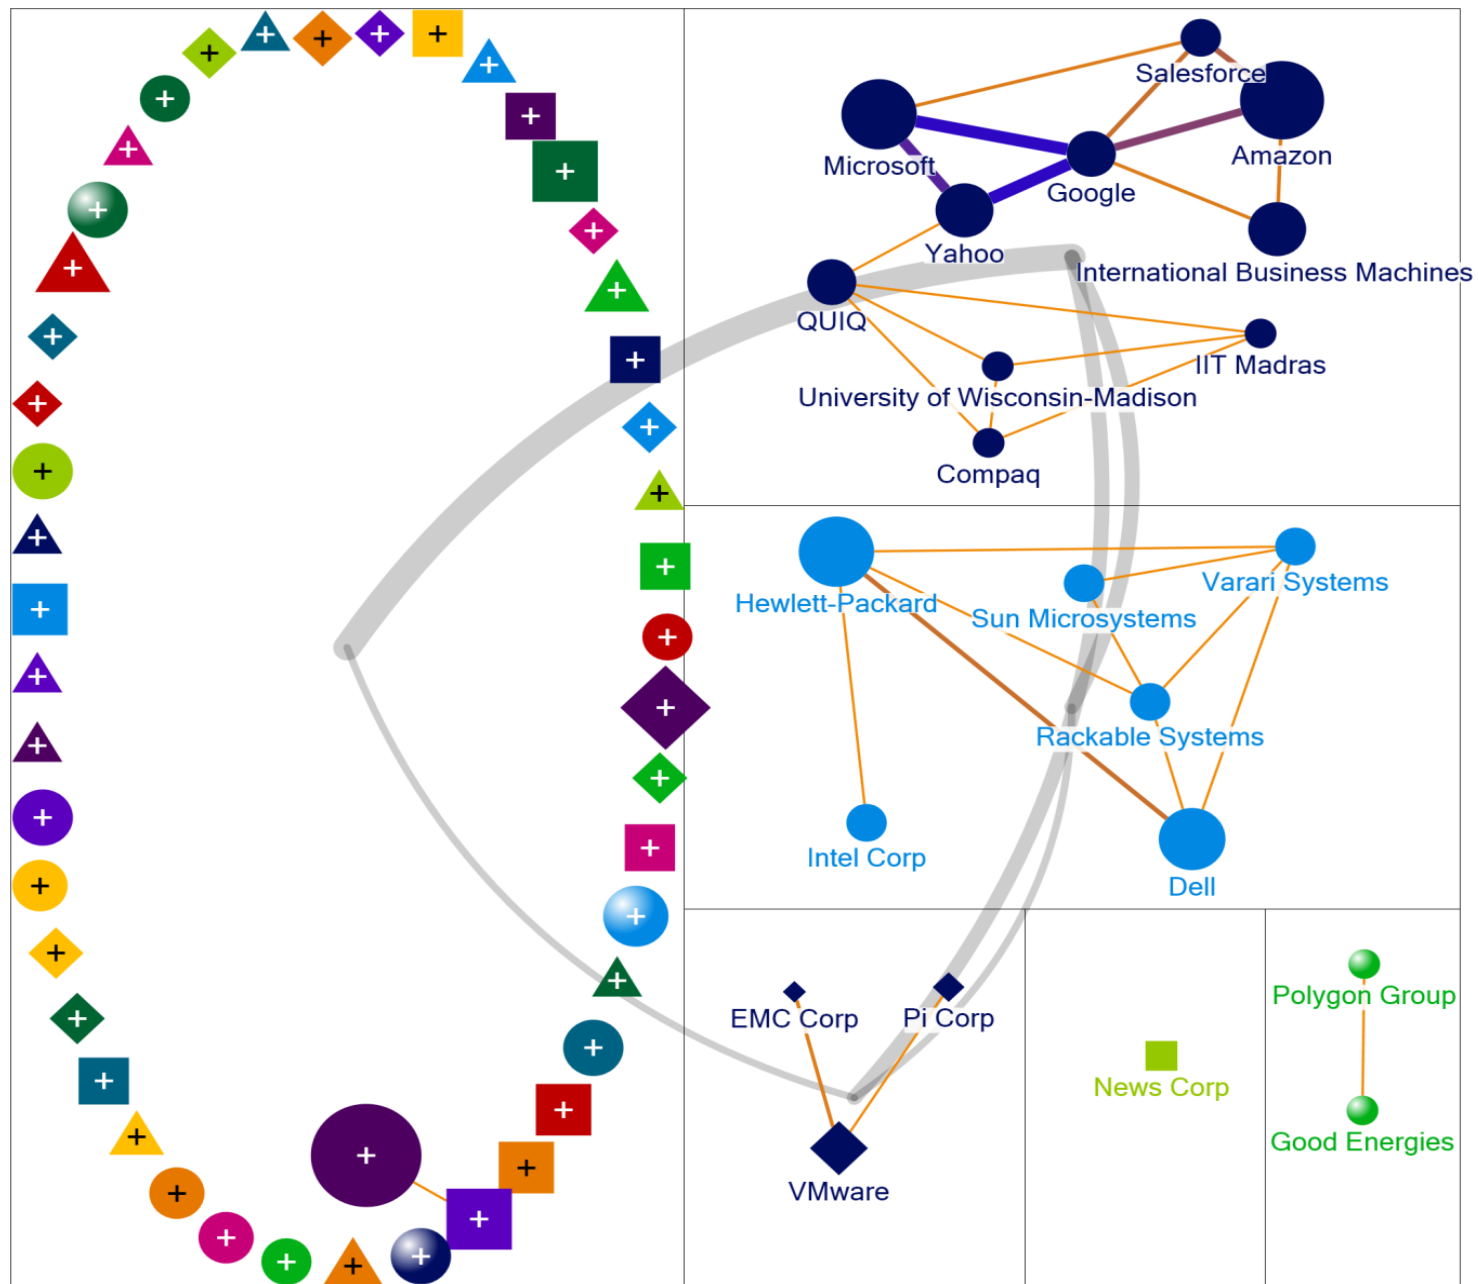 Salesforce
Microsoft
Amazon
Google
Yahoo
International Business Machines
QUIQ
IIT Madras
University of Wisconsin-Madison
Compaq
Hewlett-Packard
Varari Systems
Sun Microsystems
Rackable Systems
Intel Corp
Dell
EMC Corp
Pi Corp
VMware
News Corp
Polygon Group
Good Energies